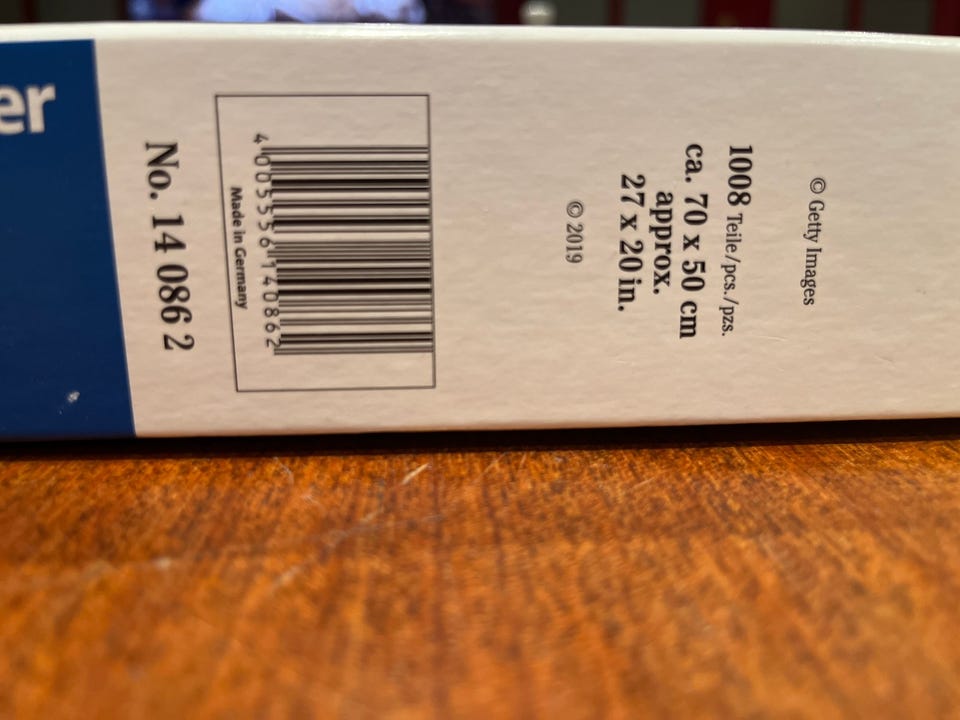 er
No. 14 086 2
4 005556 140862
Made in Germany
© Getty Images
1008 Teile/pcs./pzs.
ca. 70 x 50 cm
approx.
27 x 20 in.
© 2019